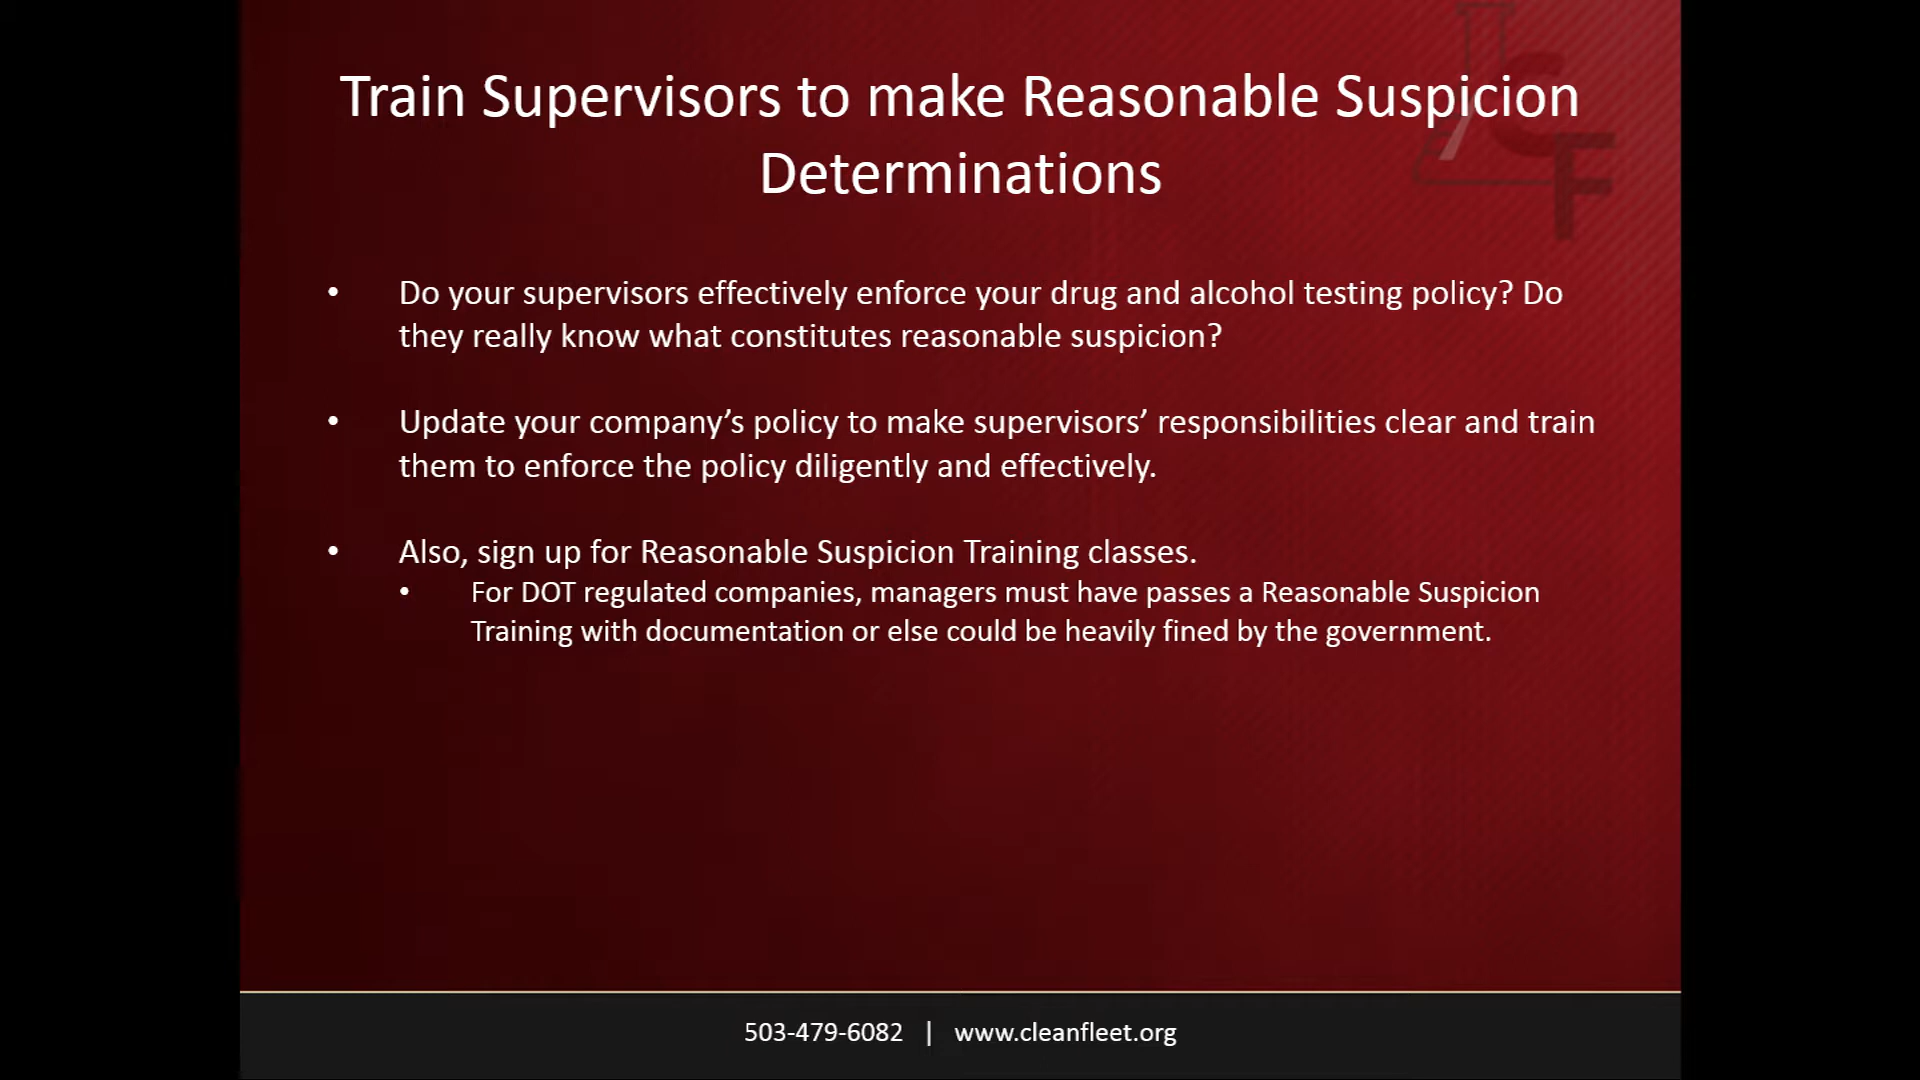 Train Supervisors to make Reasonable Suspicion
Determinations
• Do your supervisors effectively enforce your drug and alcohol testing policy? Do
they really know what constitutes reasonable suspicion?
• Update your company’s policy to make supervisors’ responsibilities clear and train
them to enforce the policy diligently and effectively.
• Also, sign up for Reasonable Suspicion Training classes.
• For DOT regulated companies, managers must have passes a Reasonable Suspicion
Training with documentation or else could be heavily fined by the government.
503-479-6082 | www.cleanfleet.org
CF